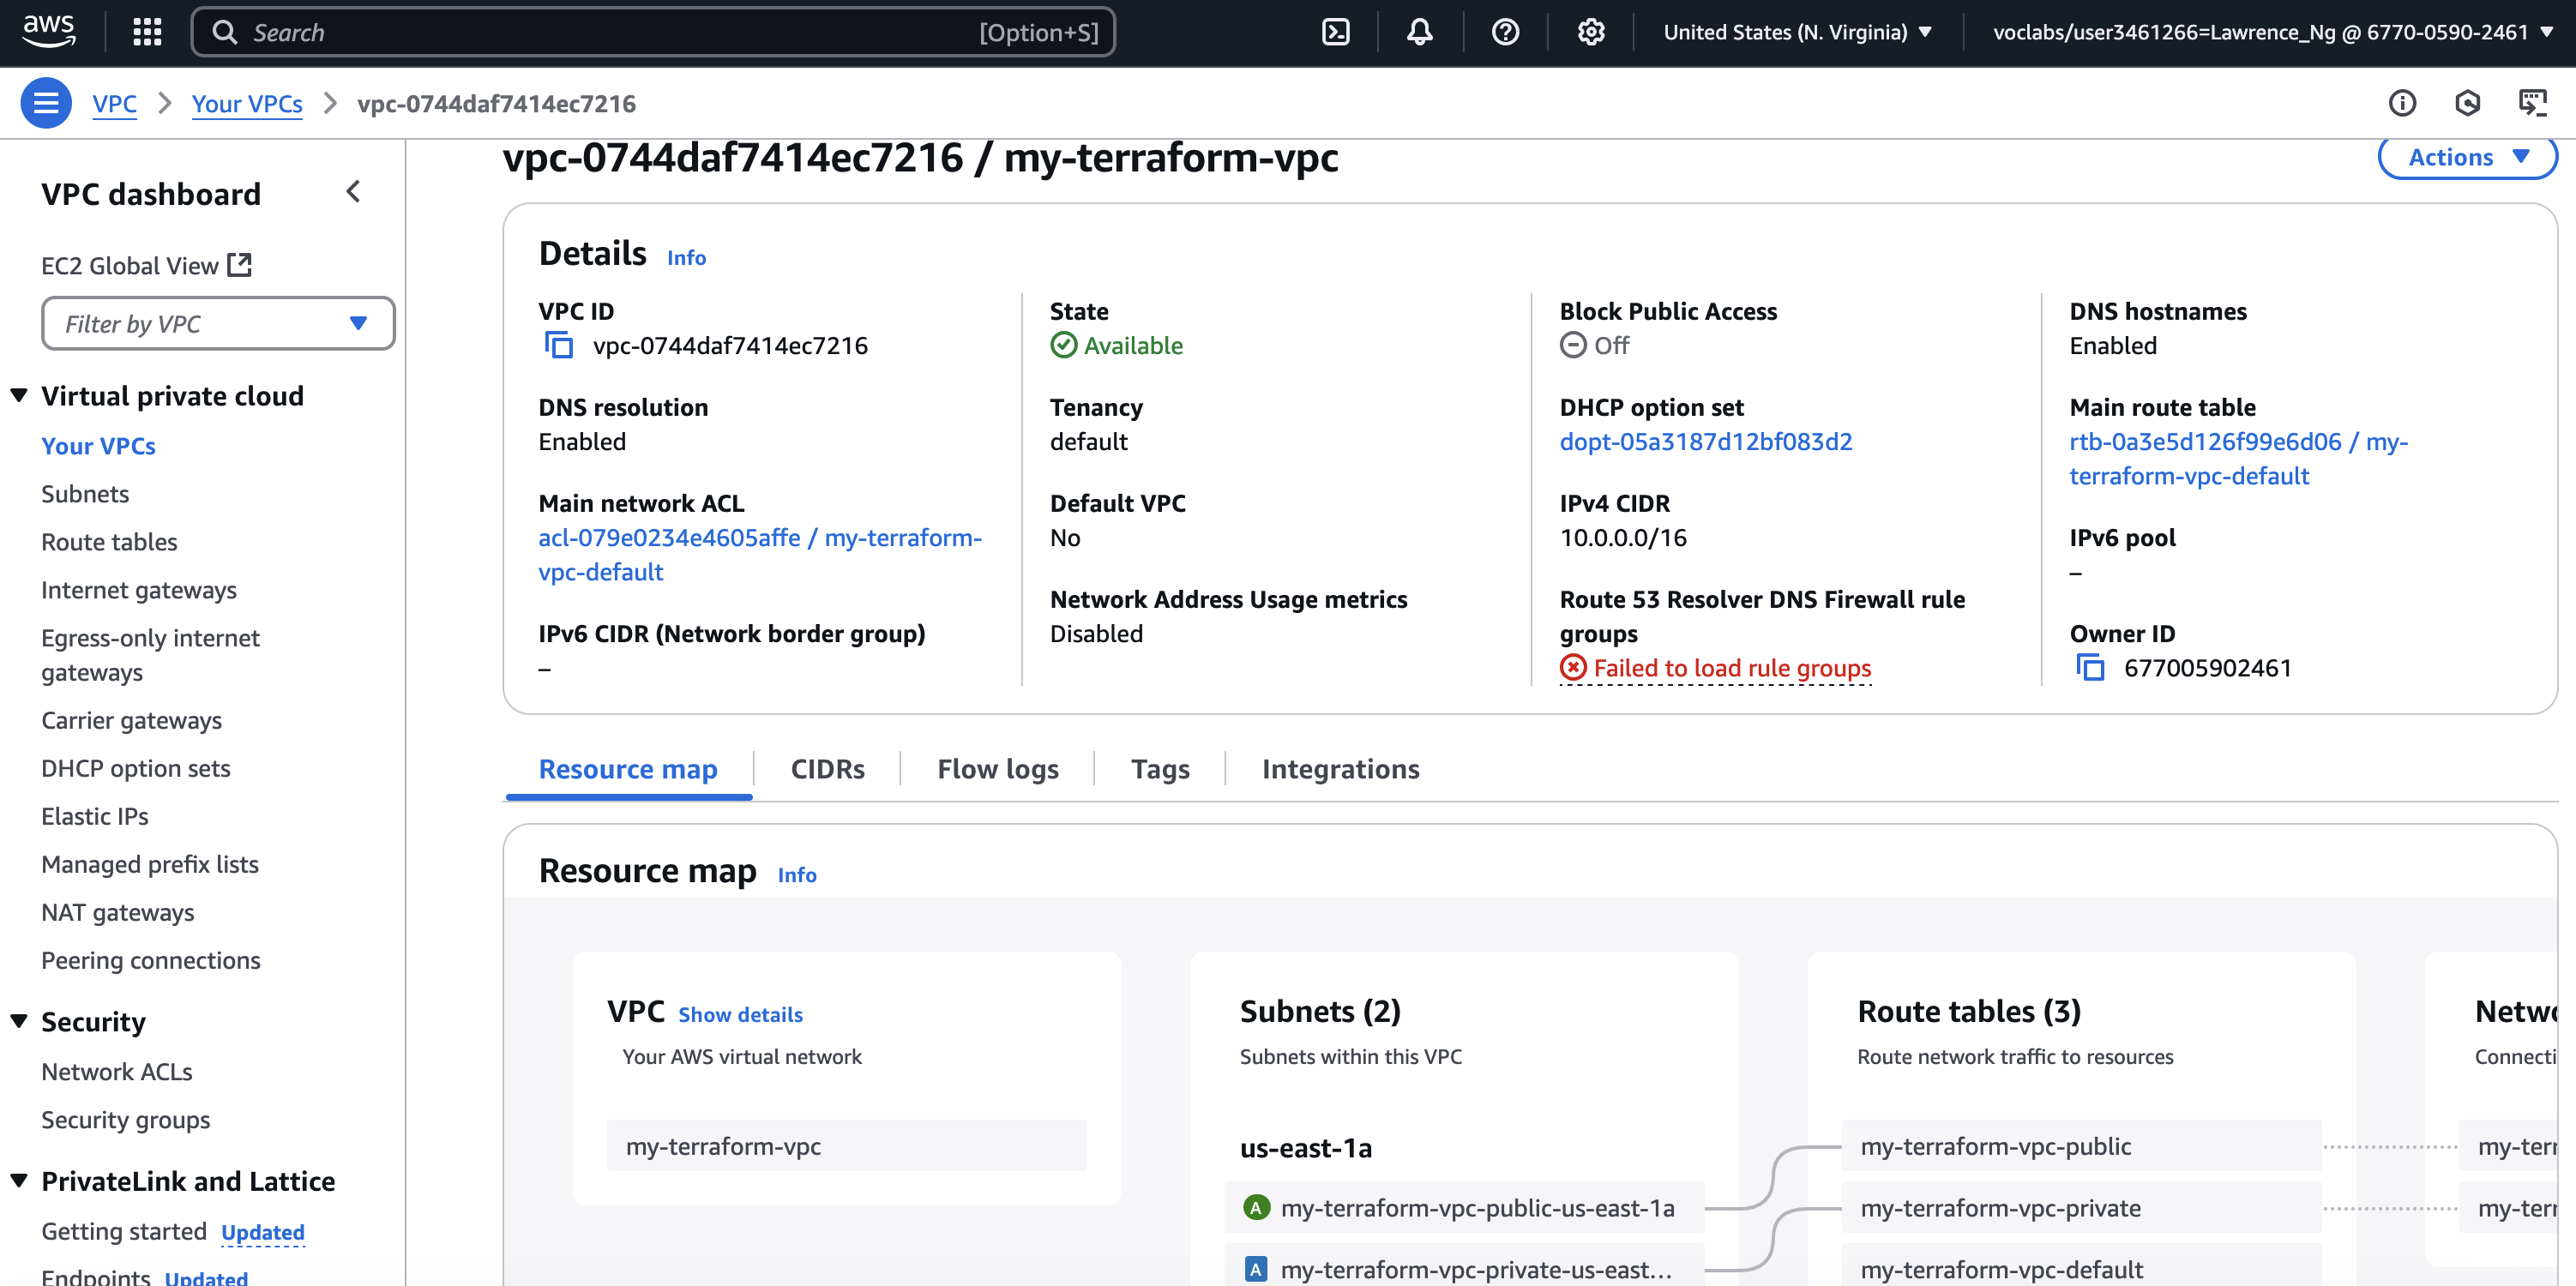 aws
Search [Option+S]
United States (N. Virginia)
voclabs/user3461266=Lawrence_Ng @ 6770-0590-2461
VPC
Your VPCs
vpc-0744daf7414ec7216
VPC dashboard
EC2 Global View
Filter by VPC
Virtual private cloud
Your VPCs
Subnets
Route tables
Internet gateways
Egress-only internet
gateways
Carrier gateways
DHCP option sets
Elastic IPs
Managed prefix lists
NAT gateways
Peering connections
Security
Network ACLs
Security groups
PrivateLink and Lattice
Getting started Updated
Endpoints Updated
vpc-0744daf7414ec7216 / my-terraform-vpc
Actions
Details Info
VPC ID
vpc-0744daf7414ec7216
DNS resolution
Enabled
Main network ACL
acl-079e0234e4605affe / my-terraform-
vpc-default
IPv6 CIDR (Network border group)
–
State
Available
Tenancy
default
Default VPC
No
Network Address Usage metrics
Disabled
Block Public Access
Off
DHCP option set
dopt-05a3187d12bf083d2
IPv4 CIDR
10.0.0.0/16
Route 53 Resolver DNS Firewall rule
groups
Failed to load rule groups
DNS hostnames
Enabled
Main route table
rtb-0a3e5d126f99e6d06 / my-
terraform-vpc-default
IPv6 pool
–
Owner ID
677005902461
Resource map
CIDRs
Flow logs
Tags
Integrations
Resource map Info
VPC Show details
Your AWS virtual network
my-terraform-vpc
Subnets (2)
Subnets within this VPC
us-east-1a
A my-terraform-vpc-public-us-east-1a
A my-terraform-vpc-private-us-east...
Route tables (3)
Route network traffic to resources
my-terraform-vpc-public
my-terraform-vpc-private
my-terraform-vpc-default